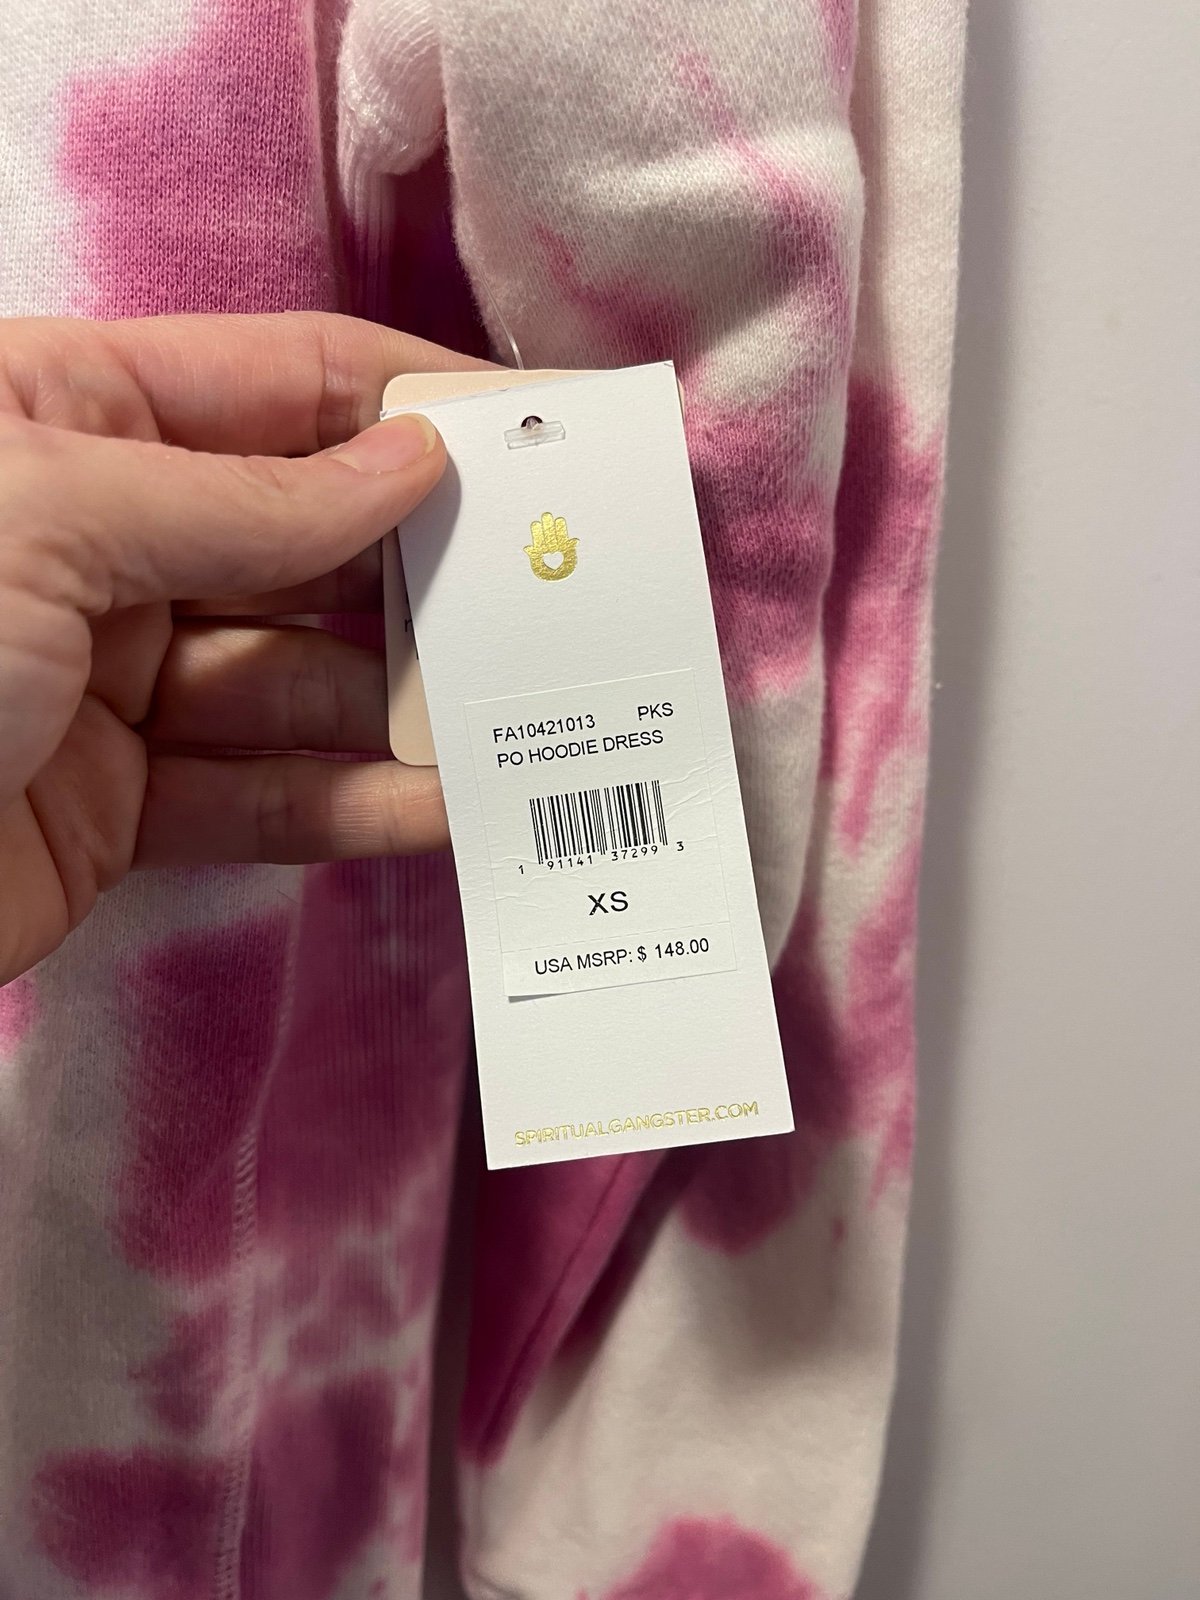 FA10421013 PKS
PO HOODIE DRESS
1 91141 37299 3
XS
USA MSRP: $ 148.00
SPIRITUALGANGSTER.COM